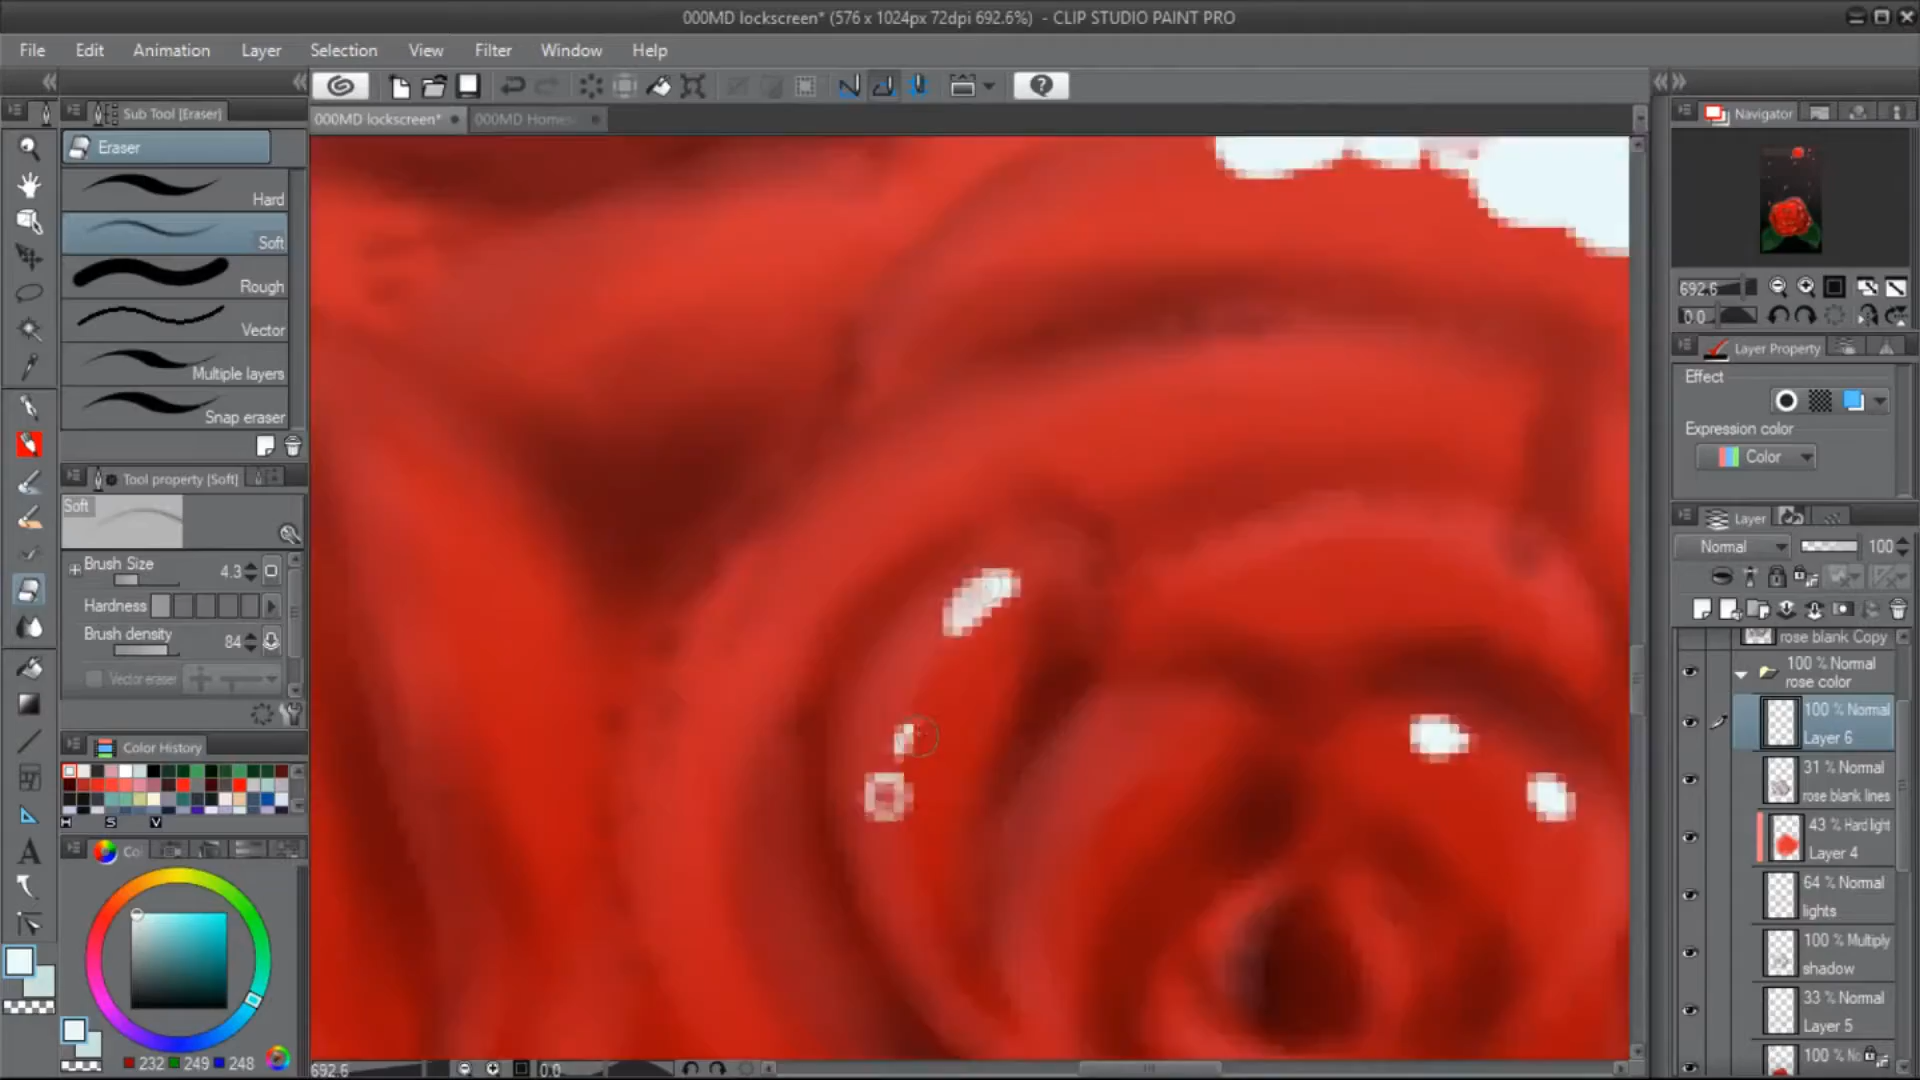 000MD lockscreen* (576 x 1024px 72dpi 692.6%) - CLIP STUDIO PAINT PRO
File Edit Animation Layer Selection View Filter Window Help
Sub Tool [Eraser]
000MD lockscreen*
000MD Homes
Navigator
Eraser
Hard
Soft
Rough
Vector
Multiple layers
Snap eraser
Tool property [Soft]
Soft
Brush Size 4.3
Hardness
Brush density 84
Vector eraser
Color History
H S V
Co
232 249 248
692.6 0.0
692.6
0.0
Layer Property
Effect
Expression color
Color
Layer
Normal 100
rose blank Copy
100 % Normal
rose color
100 % Normal
Layer 6
31 % Normal
rose blank lines
43 % Hard light
Layer 4
64 % Normal
lights
100 % Multiply
shadow
33 % Normal
Layer 5
100 % No